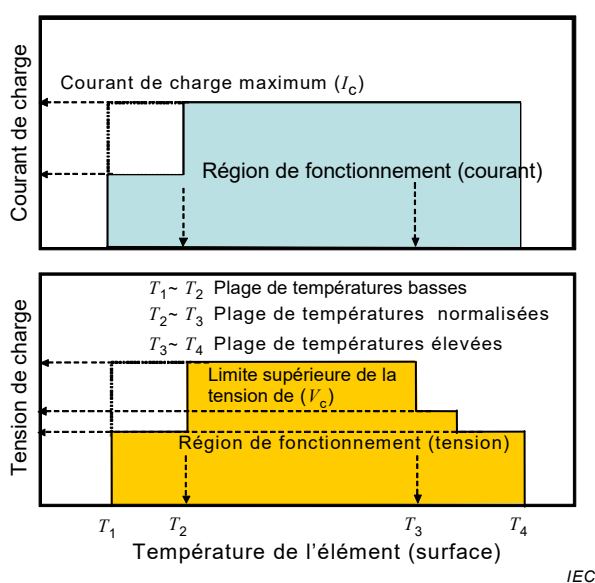 Courant de charge
Courant de charge maximum (Ic)
Région de fonctionnement (courant)
Tension de charge
T1~ T2 Plage de températures basses
T2~ T3 Plage de températures normalisées
T3~ T4 Plage de températures élevées
Limite supérieure de la
tension de (Vc)
Région de fonctionnement (tension)
T1 T2 T3 T4
Température de l'élément (surface)
IEC